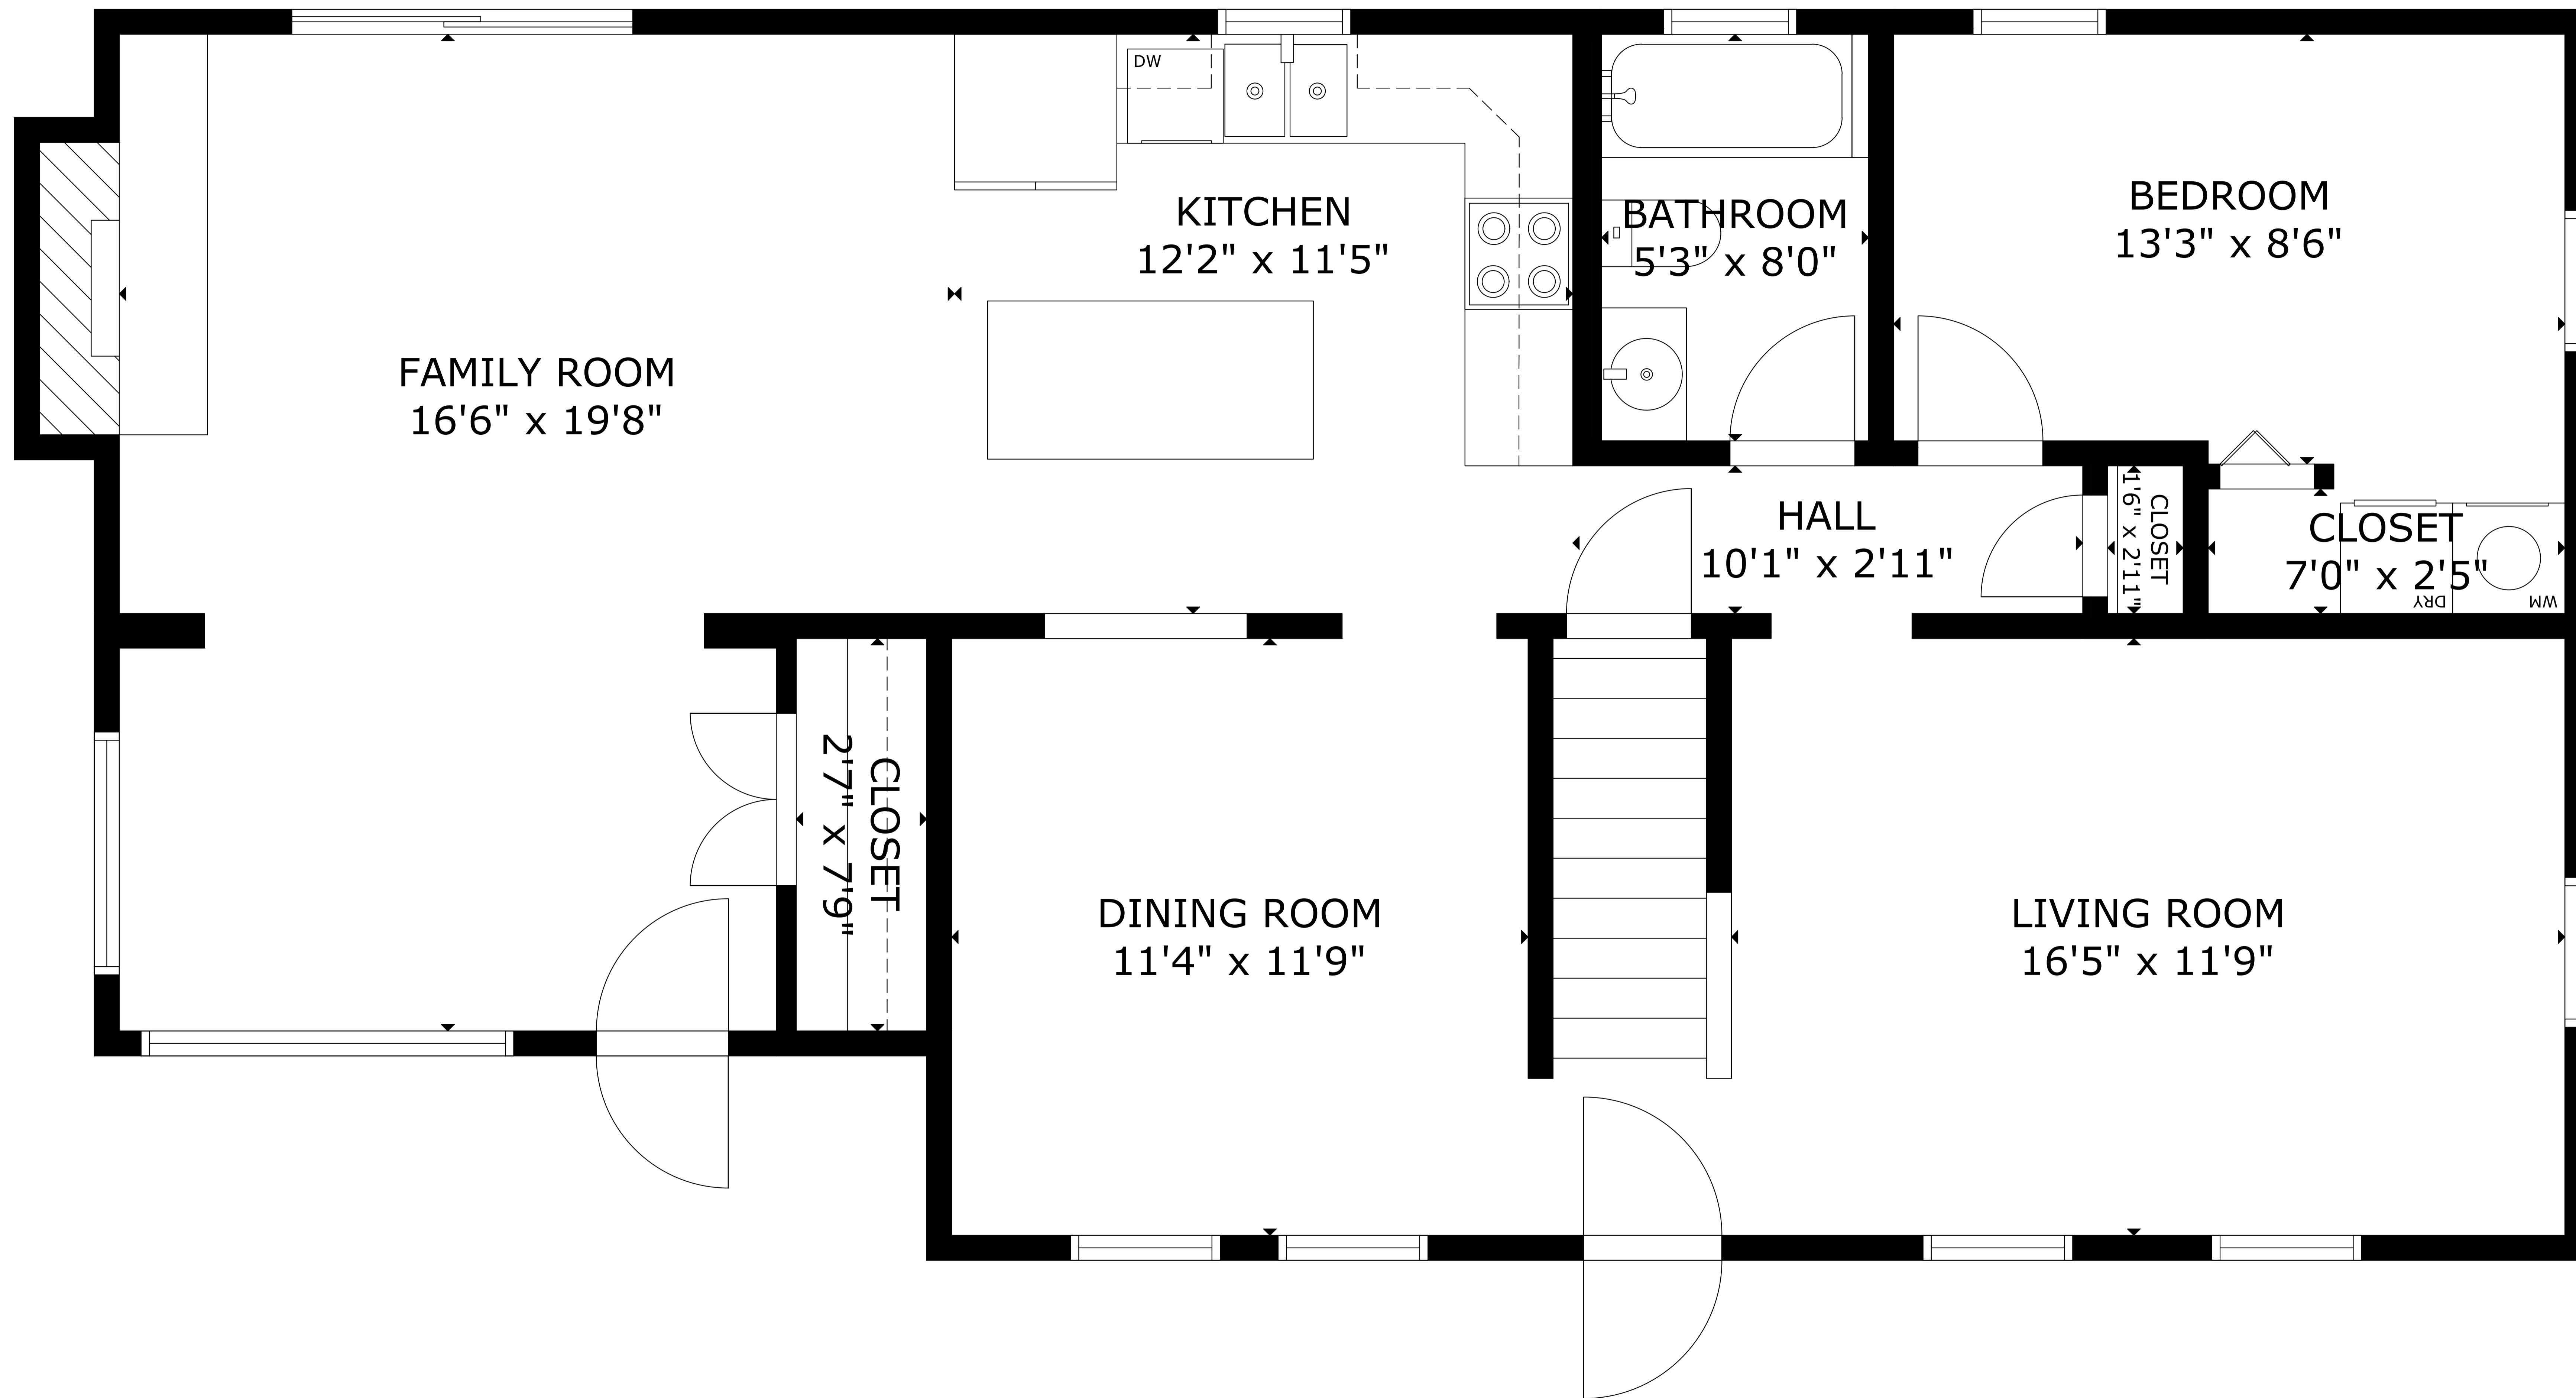 DW
KITCHEN
12'2" x 11'5"
BATHROOM
5'3" x 8'0"
BEDROOM
13'3" x 8'6"
FAMILY ROOM
16'6" x 19'8"
HALL
10'1" x 2'11"
CLOSET
1'6" x 2'11"
CLOSET
7'0" x 2'5"
DRY
WM
CLOSET
2'7" x 7'9"
DINING ROOM
11'4" x 11'9"
LIVING ROOM
16'5" x 11'9"